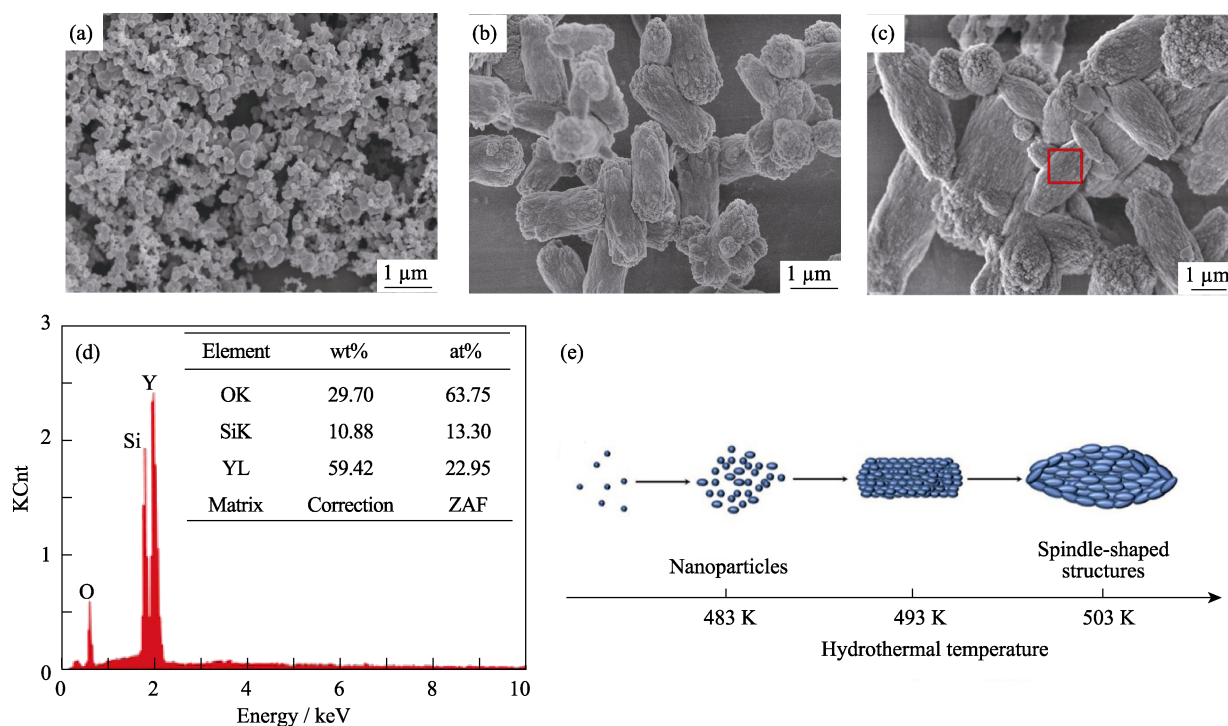 (a)
1 µm
(b)
1 µm
(c)
1 µm
(d)
3
2
1
0
KCnt
O
Si
Y
Element wt% at%
OK 29.70 63.75
SiK 10.88 13.30
YL 59.42 22.95
Matrix Correction ZAF
0 2 4 6 8 10
Energy / keV
(e)
Nanoparticles
Spindle-shaped
structures
483 K 493 K 503 K
Hydrothermal temperature